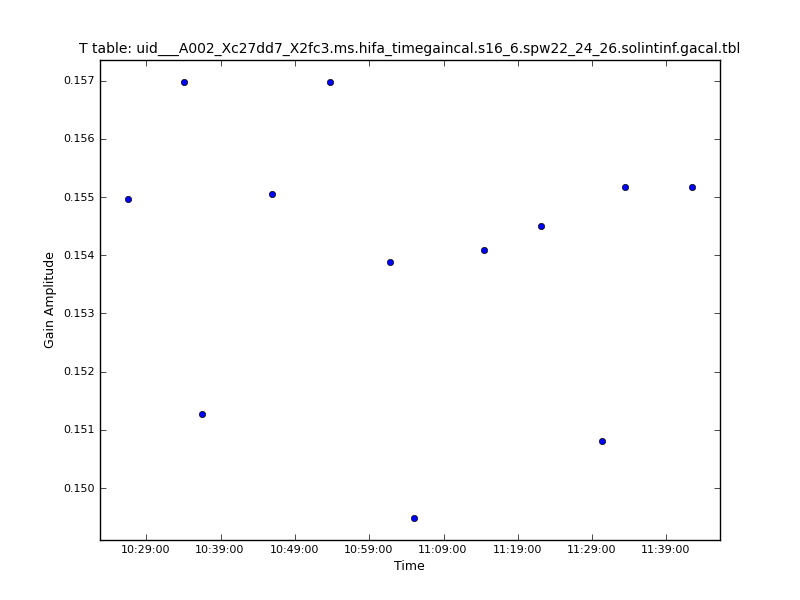 T table: uid___A002_Xc27dd7_X2fc3.ms.hifa_timegaincal.s16_6.spw22_24_26.solintinf.gacal.tbl
0.157
0.156
0.155
0.154
0.153
0.152
0.151
0.150
Gain Amplitude
10:29:00 10:39:00 10:49:00 10:59:00 11:09:00 11:19:00 11:29:00 11:39:00
Time